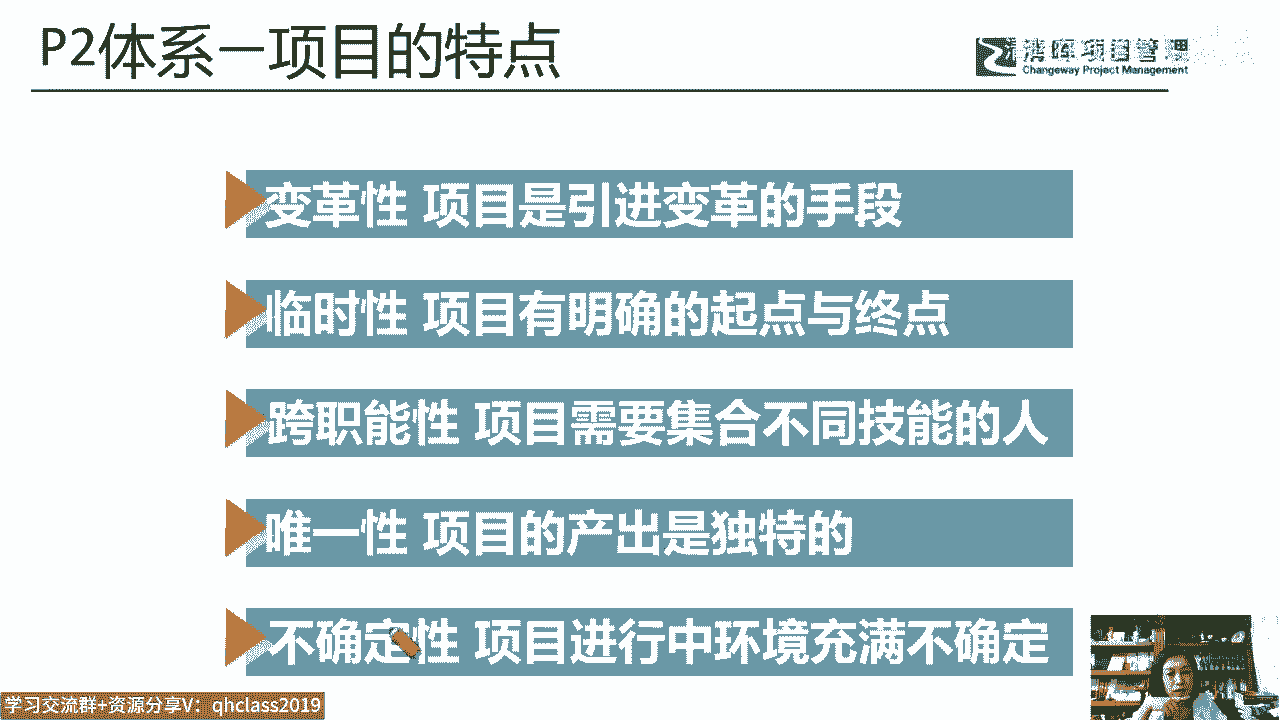 P2体系—项目的特点
清晖项目管理
Changeway Project Management
变革性 项目是引进变革的手段
临时性 项目有明确的起点与终点
跨职能性 项目需要集合不同技能的人
唯一性 项目的产出是独特的
不确定性 项目进行中环境充满不确定
学习交流群+资源分享V：qhclass2019